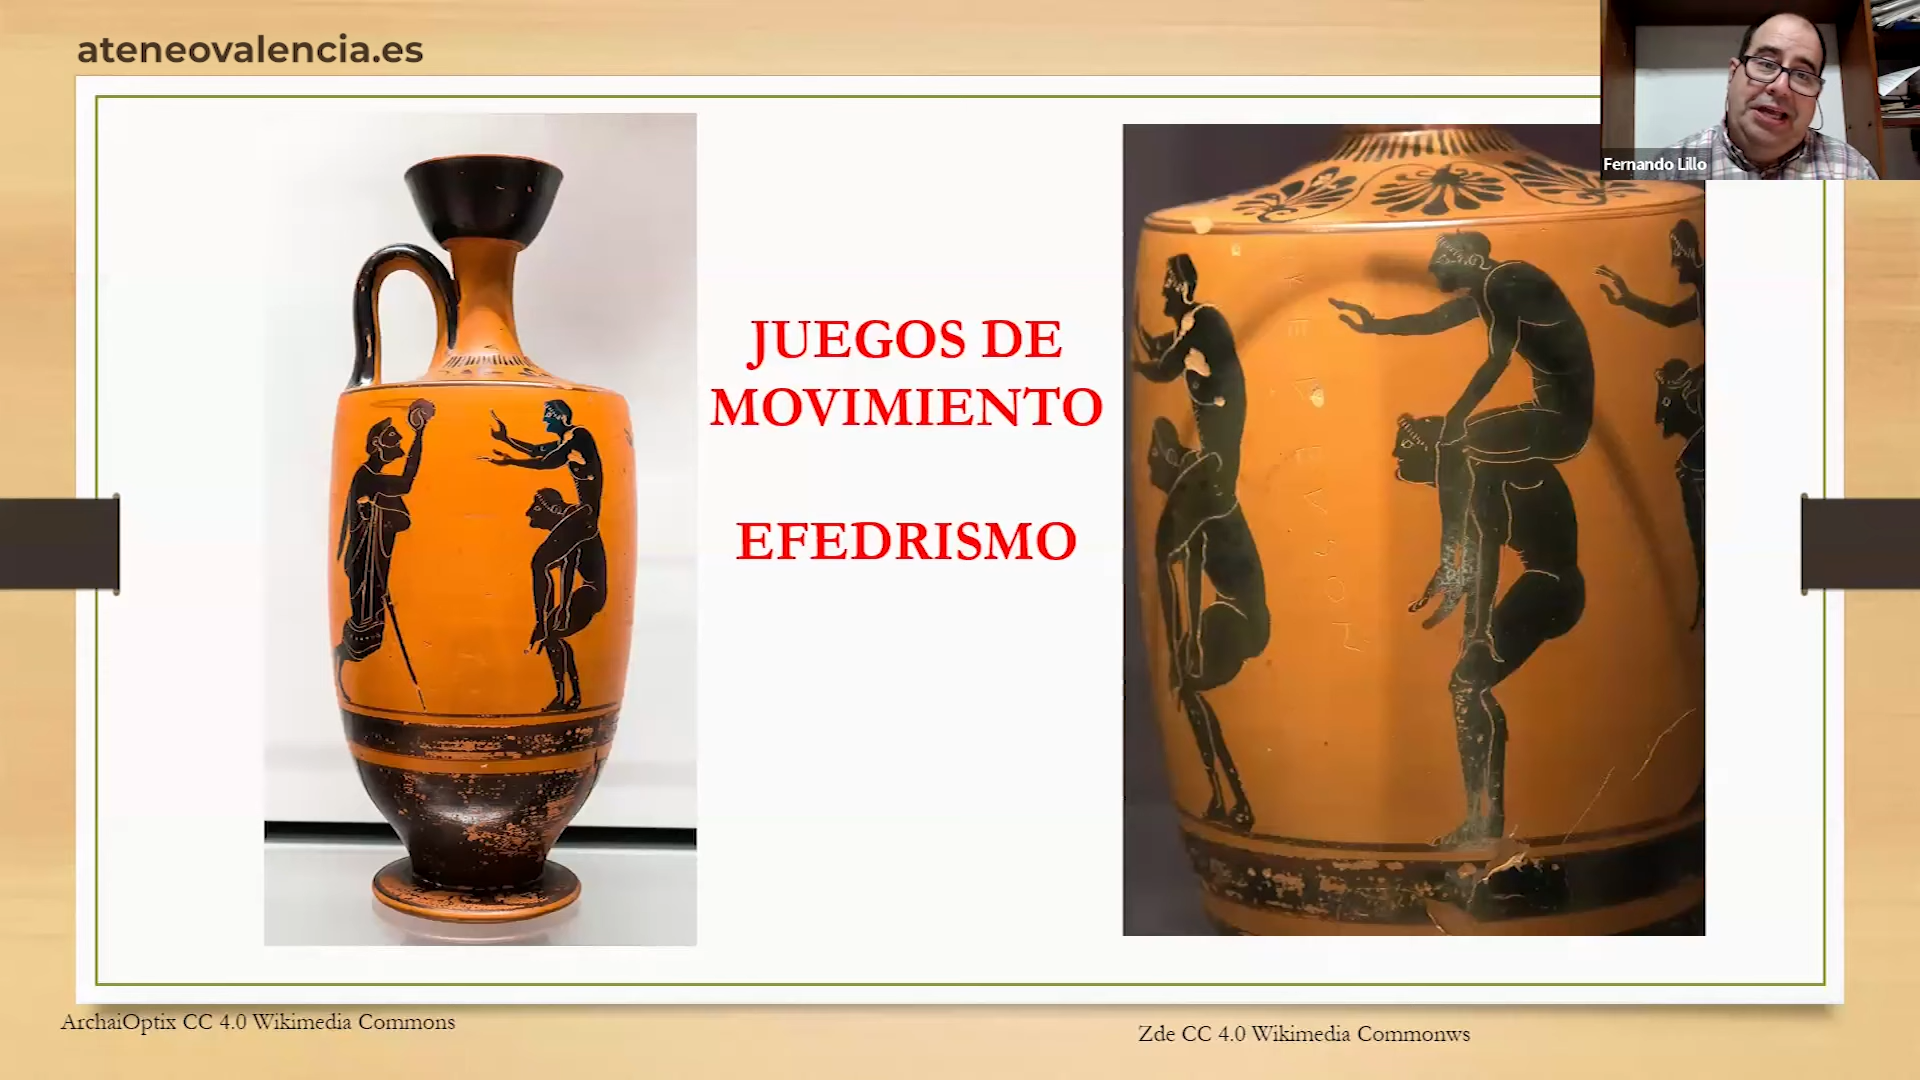 ateneovalencia.es
Fernando Lillo
JUEGOS DE
MOVIMIENTO
EFEDRISMO
ArchaiOptix CC 4.0 Wikimedia Commons
Zde CC 4.0 Wikimedia Commonws